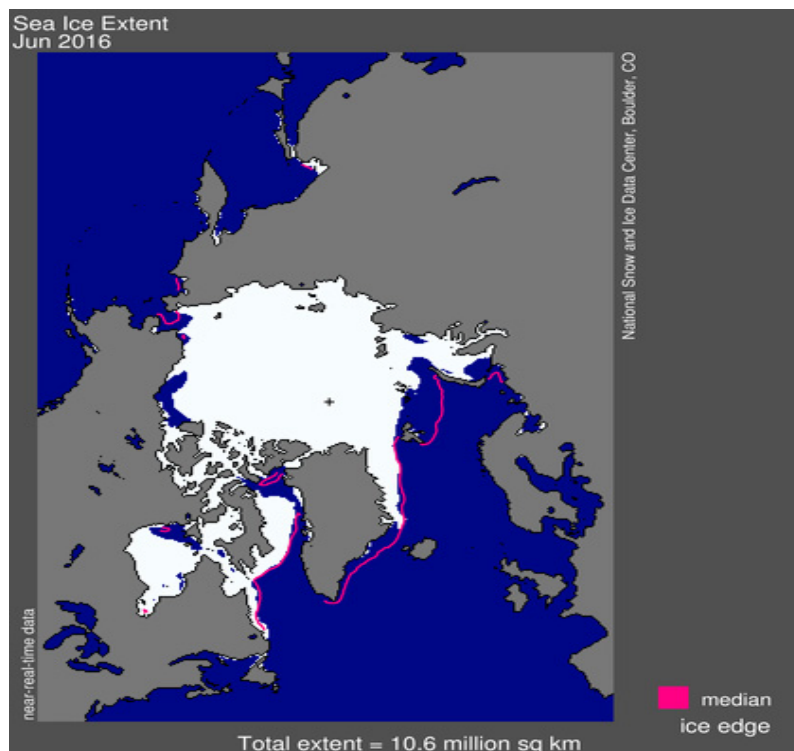 Sea Ice Extent
Jun 2016
National Snow and Ice Data Center, Boulder, CO
near-real-time data
median
ice edge
Total extent = 10.6 million sq km